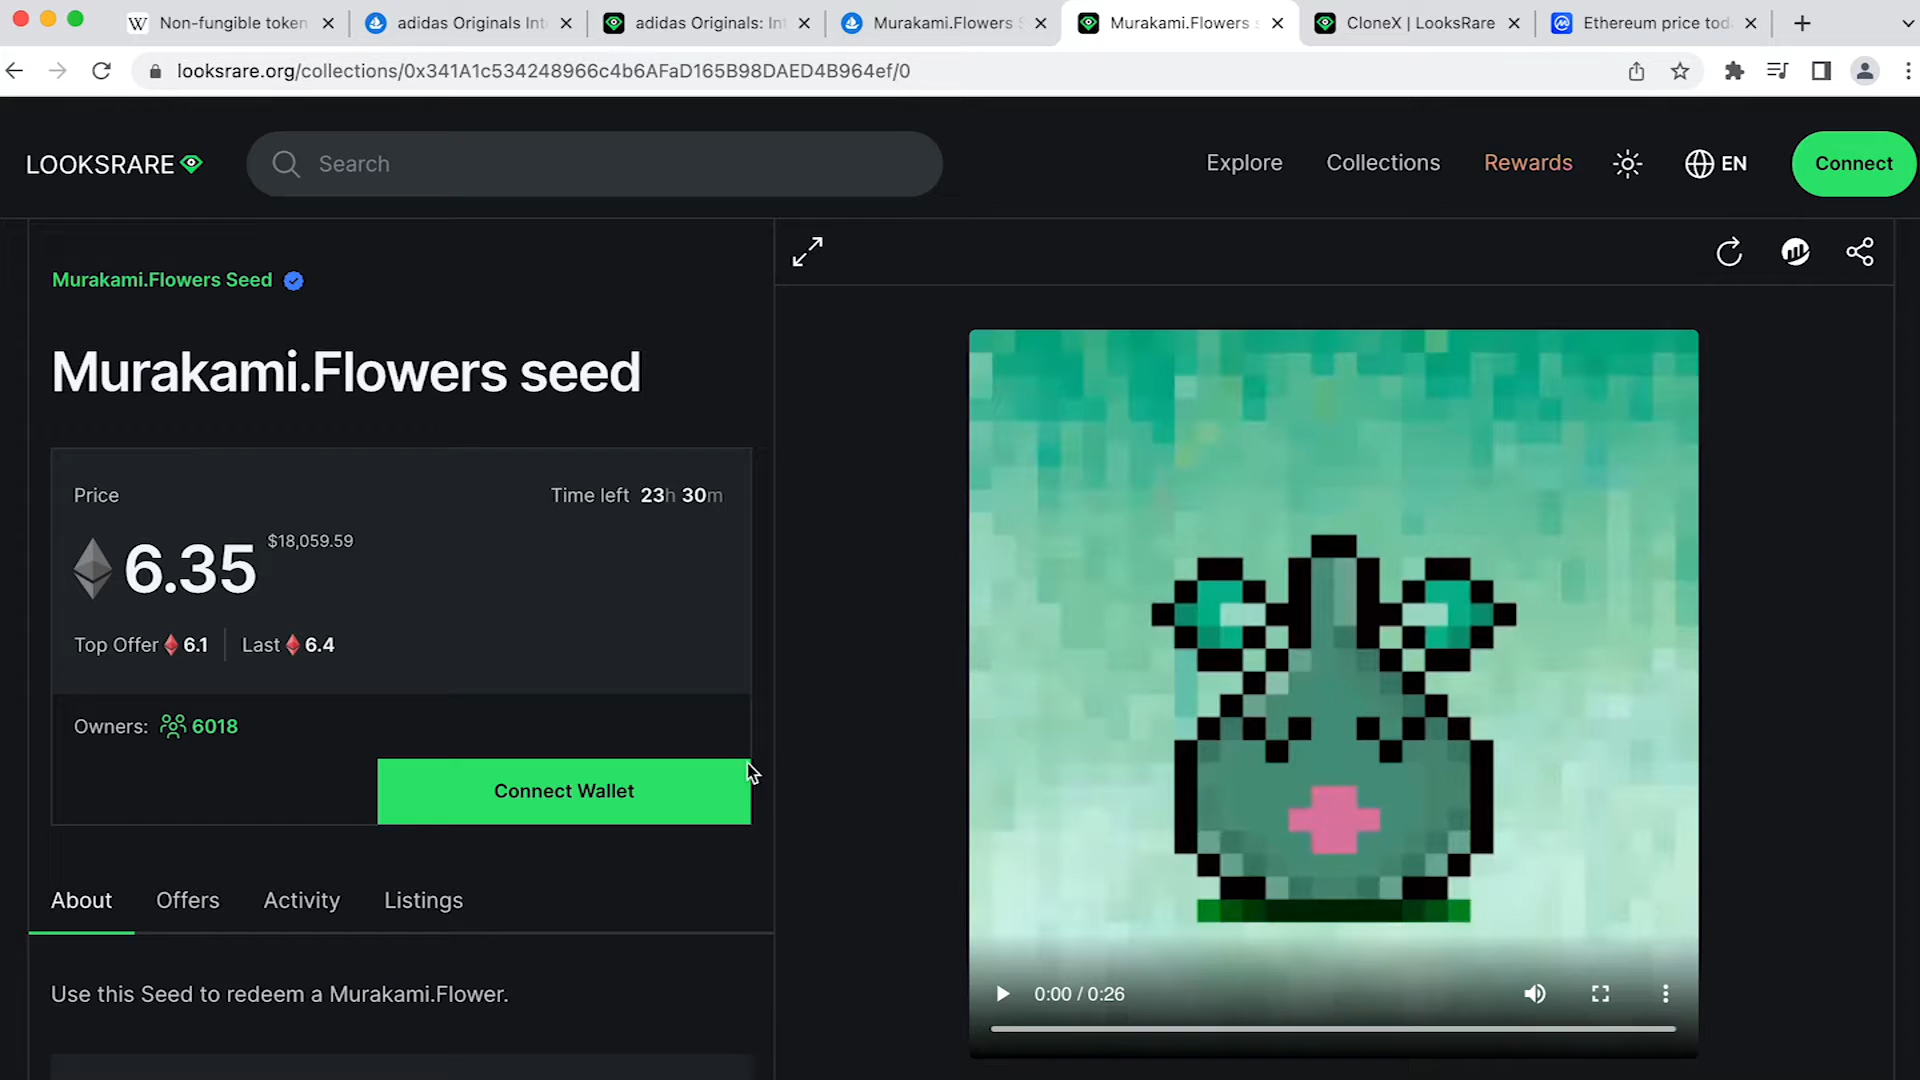 Non-fungible token
adidas Originals Int
adidas Originals: Int
Murakami.Flowers S
Murakami.Flowers s
CloneX | LooksRare
Ethereum price tod
looksrare.org/collections/0x341A1c534248966c4b6AFaD165B98DAED4B964ef/0
LOOKSRARE
Search
Explore
Collections
Rewards
EN
Connect
Murakami.Flowers Seed
Murakami.Flowers seed
Price
Time left 23h 30m
6.35
$18,059.59
Top Offer 6.1
Last 6.4
Owners: 6018
Connect Wallet
About
Offers
Activity
Listings
Use this Seed to redeem a Murakami.Flower.
0:00 / 0:26